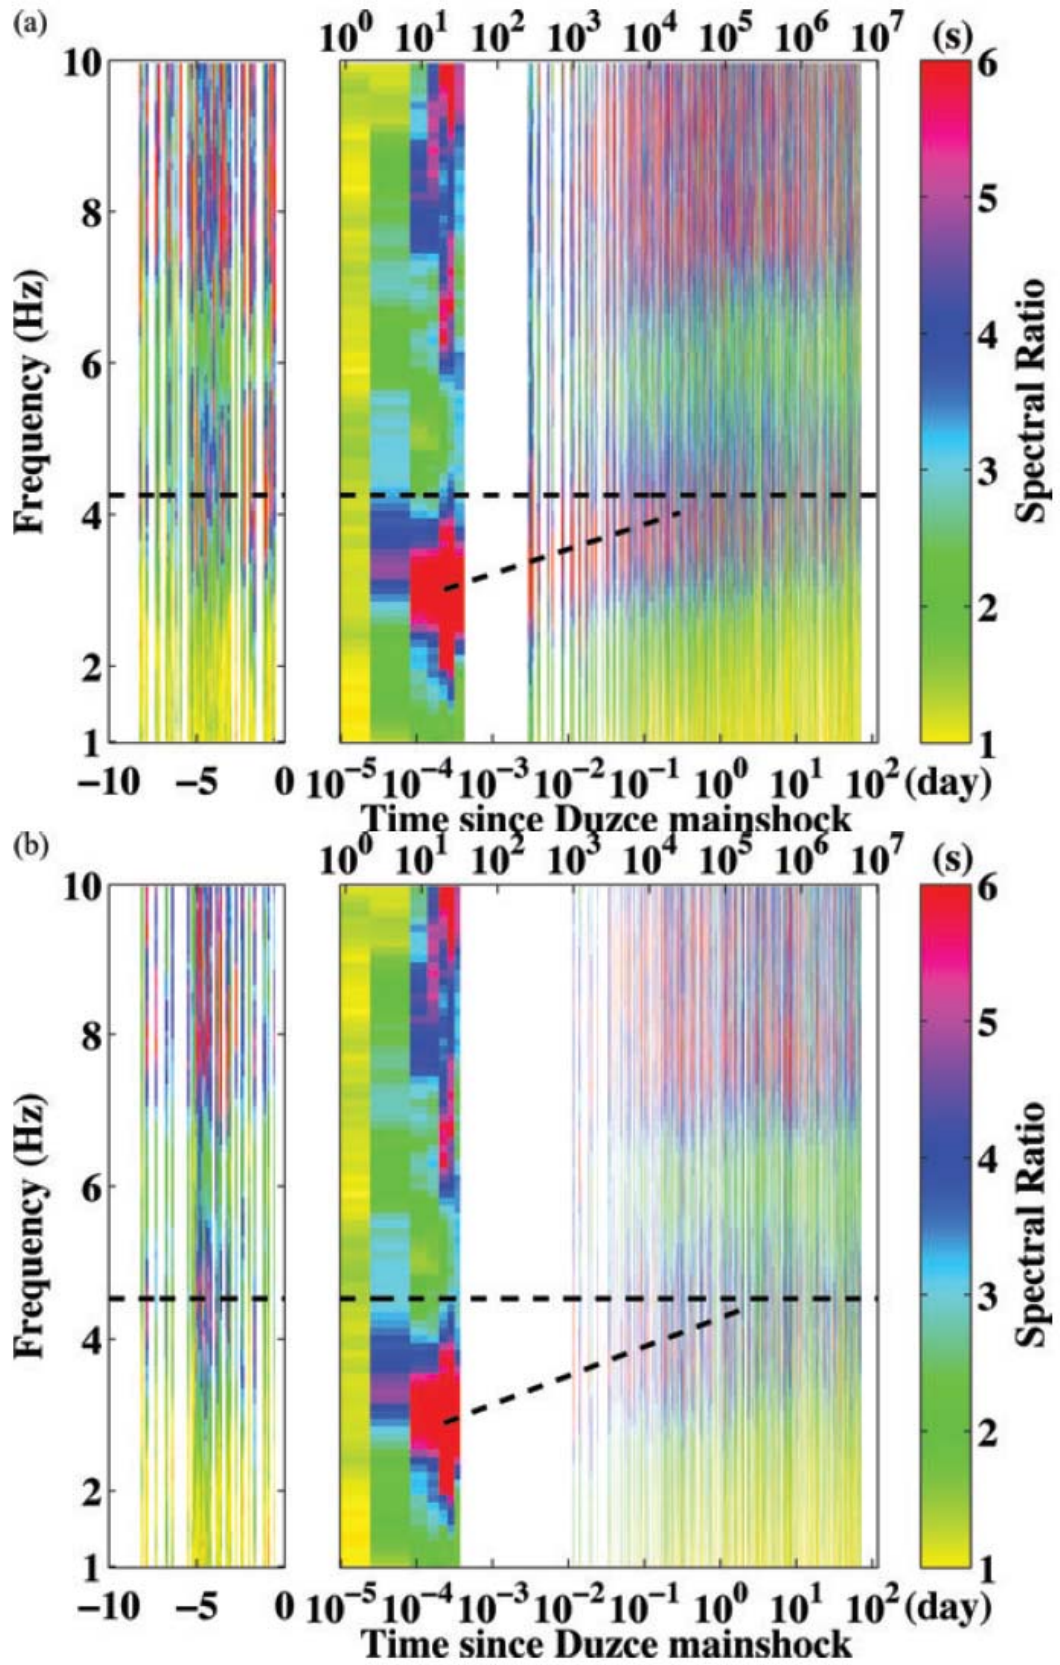 (a)
10⁰ 10¹ 10² 10³ 10⁴ 10⁵ 10⁶ 10⁷ (s)
10
8
6
4
2
1
Frequency (Hz)
6
5
4
3
2
1
Spectral Ratio
−10 −5 0 10⁻⁵ 10⁻⁴ 10⁻³ 10⁻² 10⁻¹ 10⁰ 10¹ 10² (day)
Time since Duzce mainshock
(b)
10⁰ 10¹ 10² 10³ 10⁴ 10⁵ 10⁶ 10⁷ (s)
10
8
6
4
2
1
Frequency (Hz)
6
5
4
3
2
1
Spectral Ratio
−10 −5 0 10⁻⁵ 10⁻⁴ 10⁻³ 10⁻² 10⁻¹ 10⁰ 10¹ 10² (day)
Time since Duzce mainshock